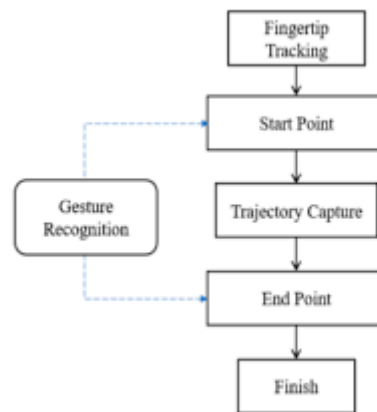 Fingertip
Tracking
Start Point
Gesture
Recognition
Trajectory Capture
End Point
Finish